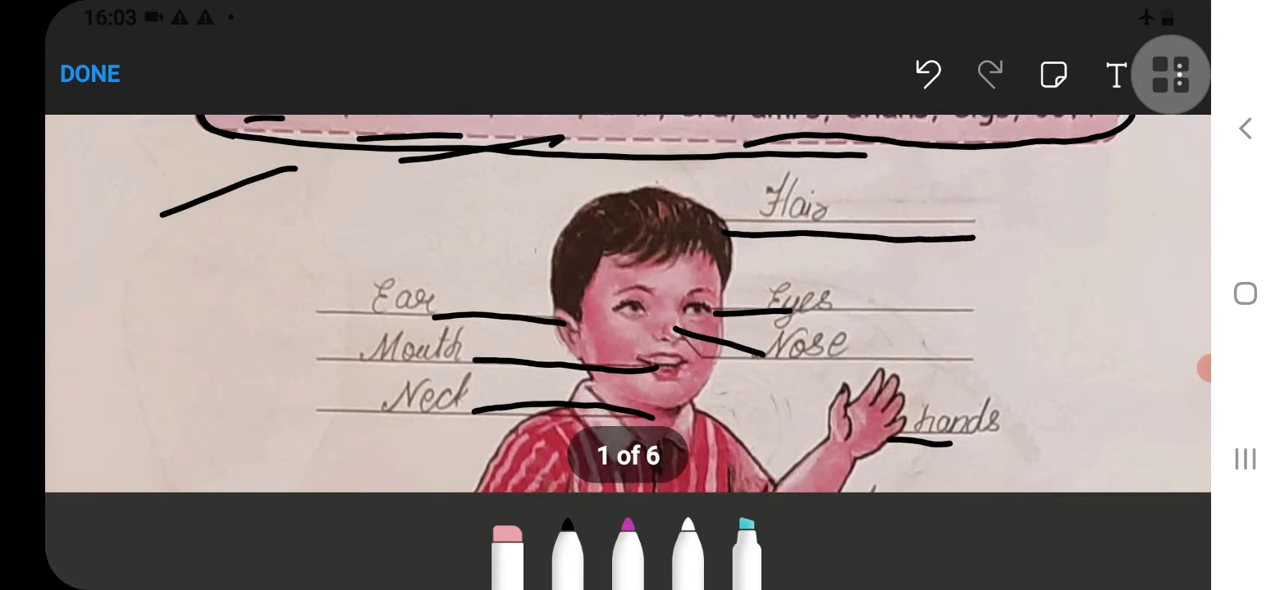 16:03
DONE
T
Hair
Ear
Eyes
Mouth
Nose
Neck
hands
1 of 6